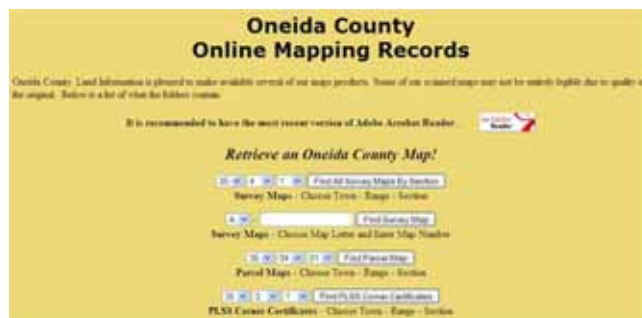 Oneida County
Online Mapping Records
Oneida County Land Information is pleased to make available several of our maps products. Some of our scanned maps may not be entirely legible due to quality of
the original. Below is a list of what the folders contain.
It is recommended to have the most recent version of Adobe Acrobat Reader
Reader
Retrieve an Oneida County Map!
Find All Survey Maps By Section
Survey Maps - Choose Town - Range - Section
A Find Survey Map
Survey Maps - Choose Map Letter and Enter Map Number
Find Parcel Map
Parcel Maps - Choose Town - Range - Section
Find PLSS Corner Certificates
PLSS Corner Certificates - Choose Town - Range - Section